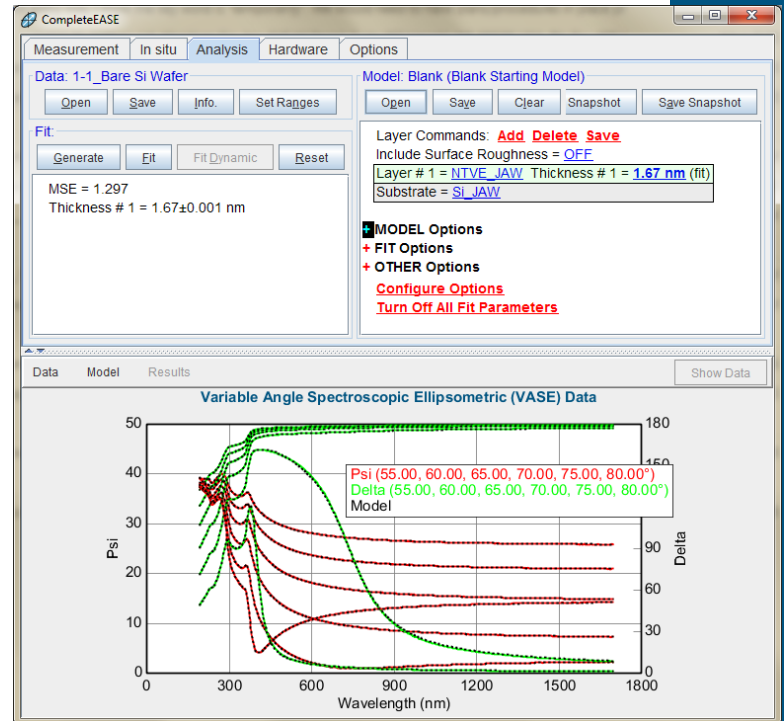 CompleteEASE
Measurement In situ Analysis Hardware Options
Data: 1-1_Bare Si Wafer
Open Save Info. Set Ranges
Model: Blank (Blank Starting Model)
Open Save Clear Snapshot Save Snapshot
Fit:
Generate Fit Fit Dynamic Reset
MSE = 1.297
Thickness # 1 = 1.67±0.001 nm
Layer Commands: Add Delete Save
Include Surface Roughness = OFF
Layer # 1 = NTVE_JAW Thickness # 1 = 1.67 nm (fit)
Substrate = Si_JAW
+ MODEL Options
+ FIT Options
+ OTHER Options
Configure Options
Turn Off All Fit Parameters
Data Model Results Show Data
Variable Angle Spectroscopic Ellipsometric (VASE) Data
Psi (55.00, 60.00, 65.00, 70.00, 75.00, 80.00°)
Delta (55.00, 60.00, 65.00, 70.00, 75.00, 80.00°)
Model
50
40
30
20
10
0
Psi
180
150
90
60
30
0
Delta
0 300 600 900 1200 1500 1800
Wavelength (nm)